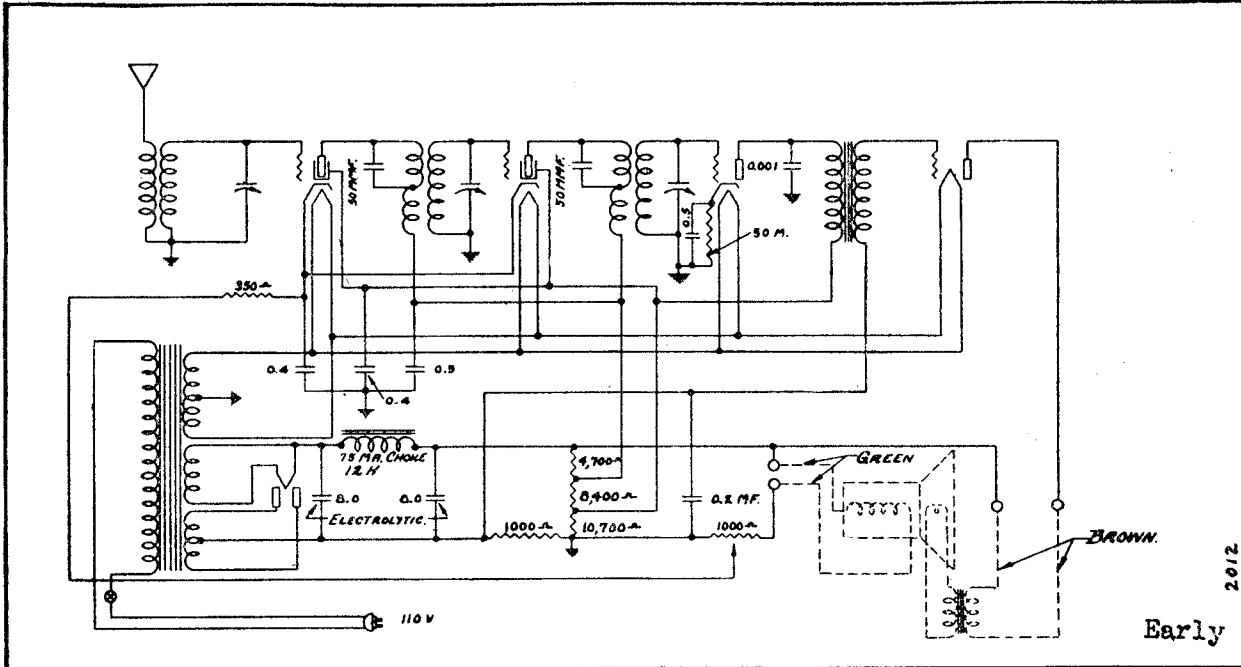 50 MMF.
50 MMF.
0.001
0.5
50 M.
350 Ω
0.4
0.4
0.5
75 MA. CHOKE
12 K
8.0
8.0
ELECTROLYTIC.
4,700 Ω
8,400 Ω
10,700 Ω
1000 Ω
0.2 MF.
1000 Ω
GREEN
BROWN.
110 V
2012
Early